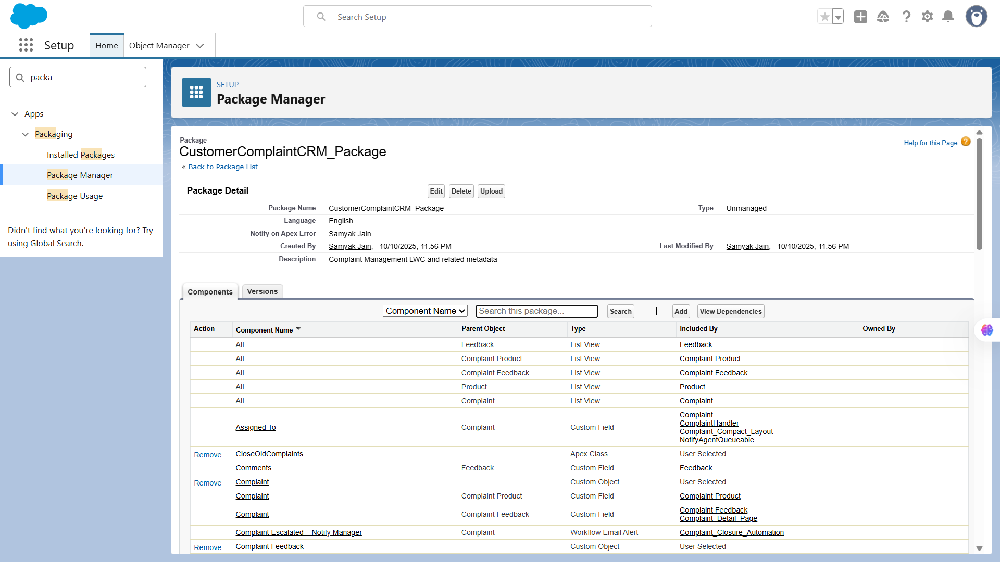 Search Setup
Setup
Home
Object Manager
packa
Apps
Packaging
Installed Packages
Package Manager
Package Usage
Didn't find what you're looking for? Try
using Global Search.
SETUP
Package Manager
Package
CustomerComplaintCRM_Package
« Back to Package List
Help for this Page ?
Package Detail
Edit Delete Upload
Package Name CustomerComplaintCRM_Package Type Unmanaged
Language English
Notify on Apex Error Samyak Jain
Created By Samyak Jain, 10/10/2025, 11:56 PM Last Modified By Samyak Jain, 10/10/2025, 11:56 PM
Description Complaint Management LWC and related metadata
Components Versions
Component Name Search this package... Search | Add View Dependencies
Action Component Name Parent Object Type Included By Owned By
All Feedback List View Feedback
All Complaint Product List View Complaint Product
All Complaint Feedback List View Complaint Feedback
All Product List View Product
All Complaint List View Complaint
Assigned To Complaint Custom Field Complaint
ComplaintHandler
Complaint_Compact_Layout
NotifyAgentQueueable
Remove CloseOldComplaints Apex Class User Selected
Comments Feedback Custom Field Feedback
Remove Complaint Custom Object User Selected
Complaint Complaint Product Custom Field Complaint Product
Complaint Complaint Feedback Custom Field Complaint Feedback
Complaint_Detail_Page
Complaint Escalated – Notify Manager Complaint Workflow Email Alert Complaint_Closure_Automation
Remove Complaint Feedback Custom Object User Selected